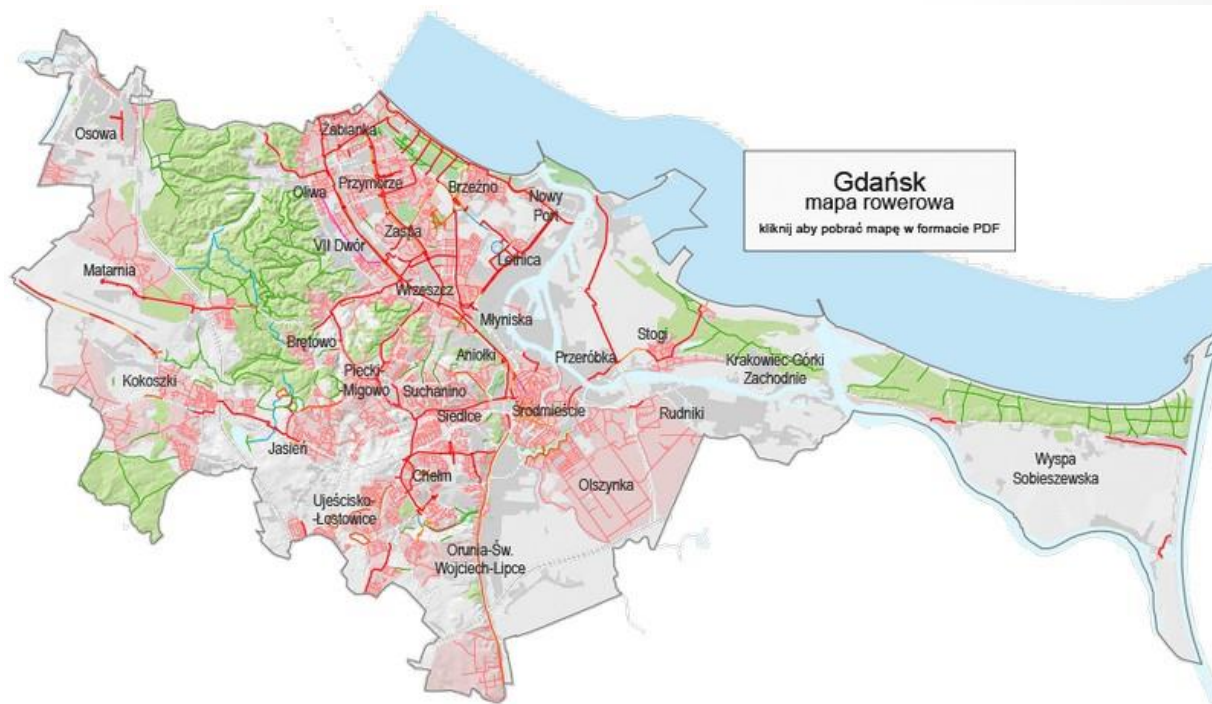 Gdańsk
mapa rowerowa
kliknij aby pobrać mapę w formacie PDF
Osowa
Żabianka
Oliwa
Przymorze
Brzeźno
Nowy
Port
VII Dwór
Zaspa
Letnica
Matarnia
Wrzeszcz
Młyniska
Brętowo
Aniołki
Przeróbka
Stogi
Krakowiec-Górki
Zachodnie
Kokoszki
Piecki-
Migowo
Suchanino
Siedlce
Śródmieście
Rudniki
Jasień
Chełm
Olszynka
Wyspa
Sobieszewska
Ujeścisko-
-Łostowice
Orunia-Św.
Wojciech-Lipce